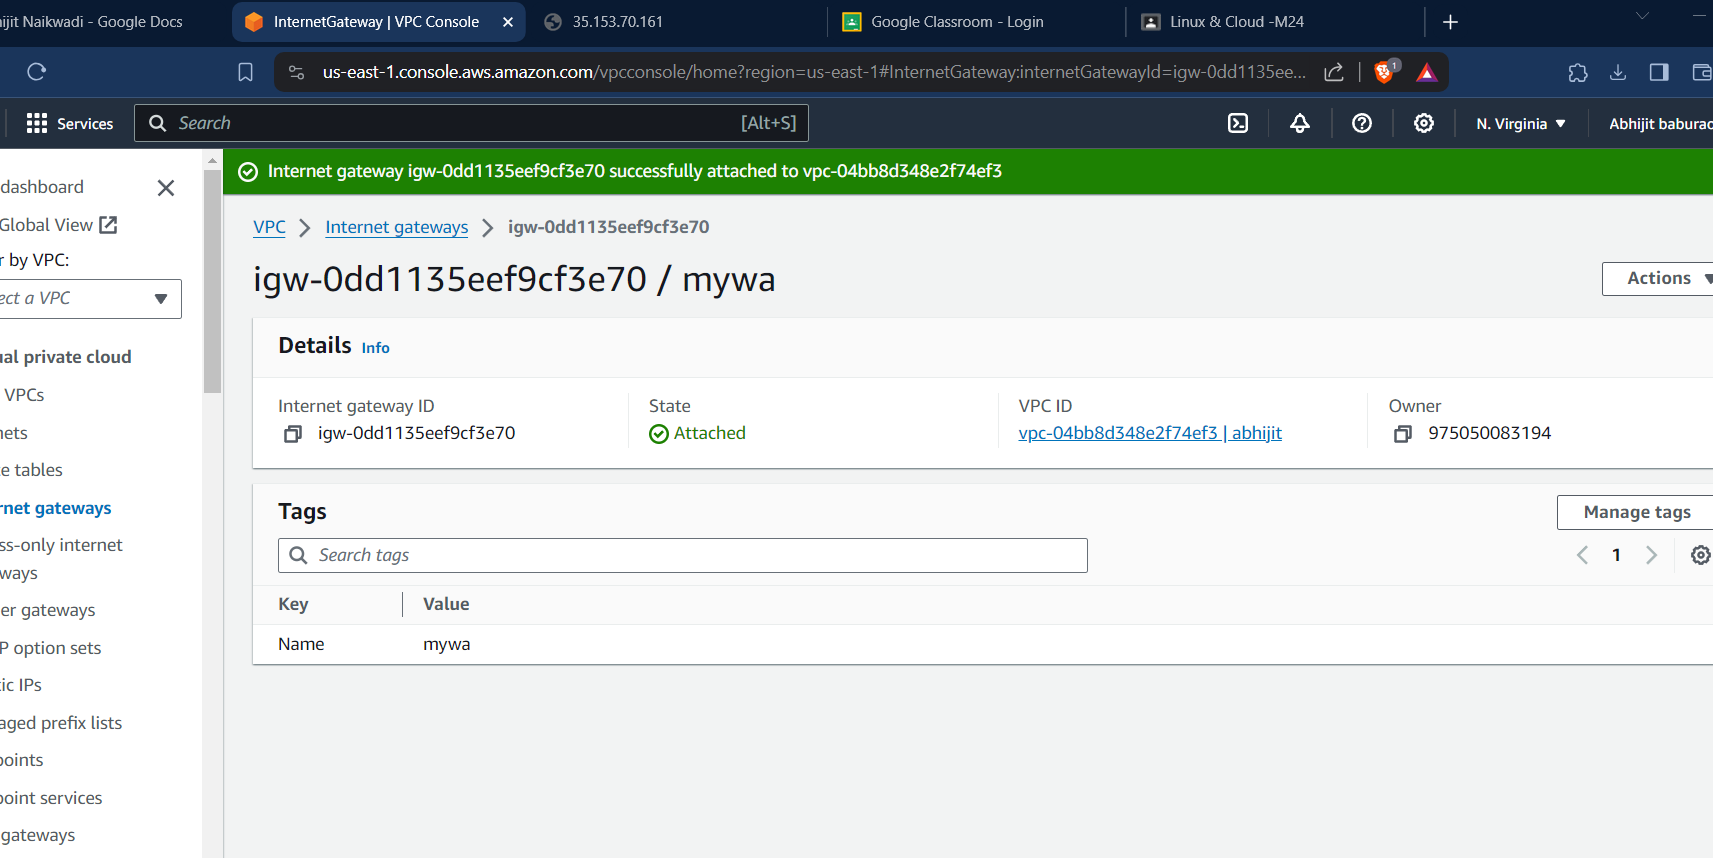 hijit Naikwadi - Google Docs
InternetGateway | VPC Console
35.153.70.161
Google Classroom - Login
Linux & Cloud -M24
us-east-1.console.aws.amazon.com/vpcconsole/home?region=us-east-1#InternetGateway:internetGatewayId=igw-0dd1135ee...
1
Services
Search
[Alt+S]
N. Virginia
Abhijit baburao
dashboard
Global View
r by VPC:
ect a VPC
ual private cloud
VPCs
nets
e tables
rnet gateways
ss-only internet
ways
er gateways
P option sets
tic IPs
aged prefix lists
points
point services
gateways
Internet gateway igw-0dd1135eef9cf3e70 successfully attached to vpc-04bb8d348e2f74ef3
VPC > Internet gateways > igw-0dd1135eef9cf3e70
igw-0dd1135eef9cf3e70 / mywa
Actions
Details Info
Internet gateway ID
igw-0dd1135eef9cf3e70
State
Attached
VPC ID
vpc-04bb8d348e2f74ef3 | abhijit
Owner
975050083194
Tags
Manage tags
Search tags
1
Key Value
Name mywa